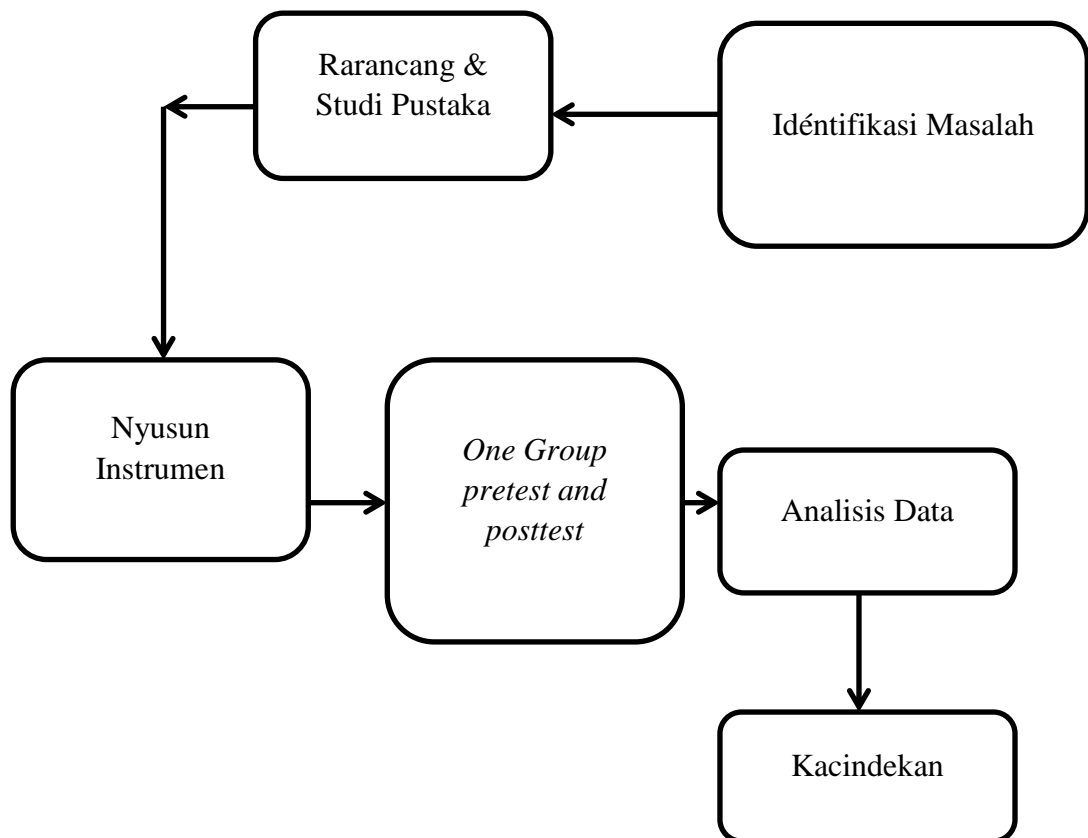 Rarancang &
Studi Pustaka
Idéntifikasi Masalah
Nyusun
Instrumen
One Group
pretest and
posttest
Analisis Data
Kacindekan